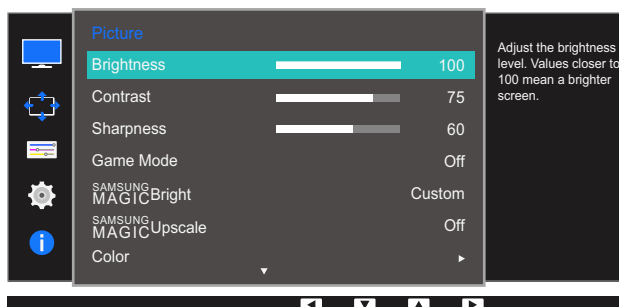 Picture
Brightness 100
Contrast 75
Sharpness 60
Game Mode Off
SAMSUNG MAGIC Bright Custom
SAMSUNG MAGIC Upscale Off
Color
Adjust the brightness
level. Values closer to
100 mean a brighter
screen.